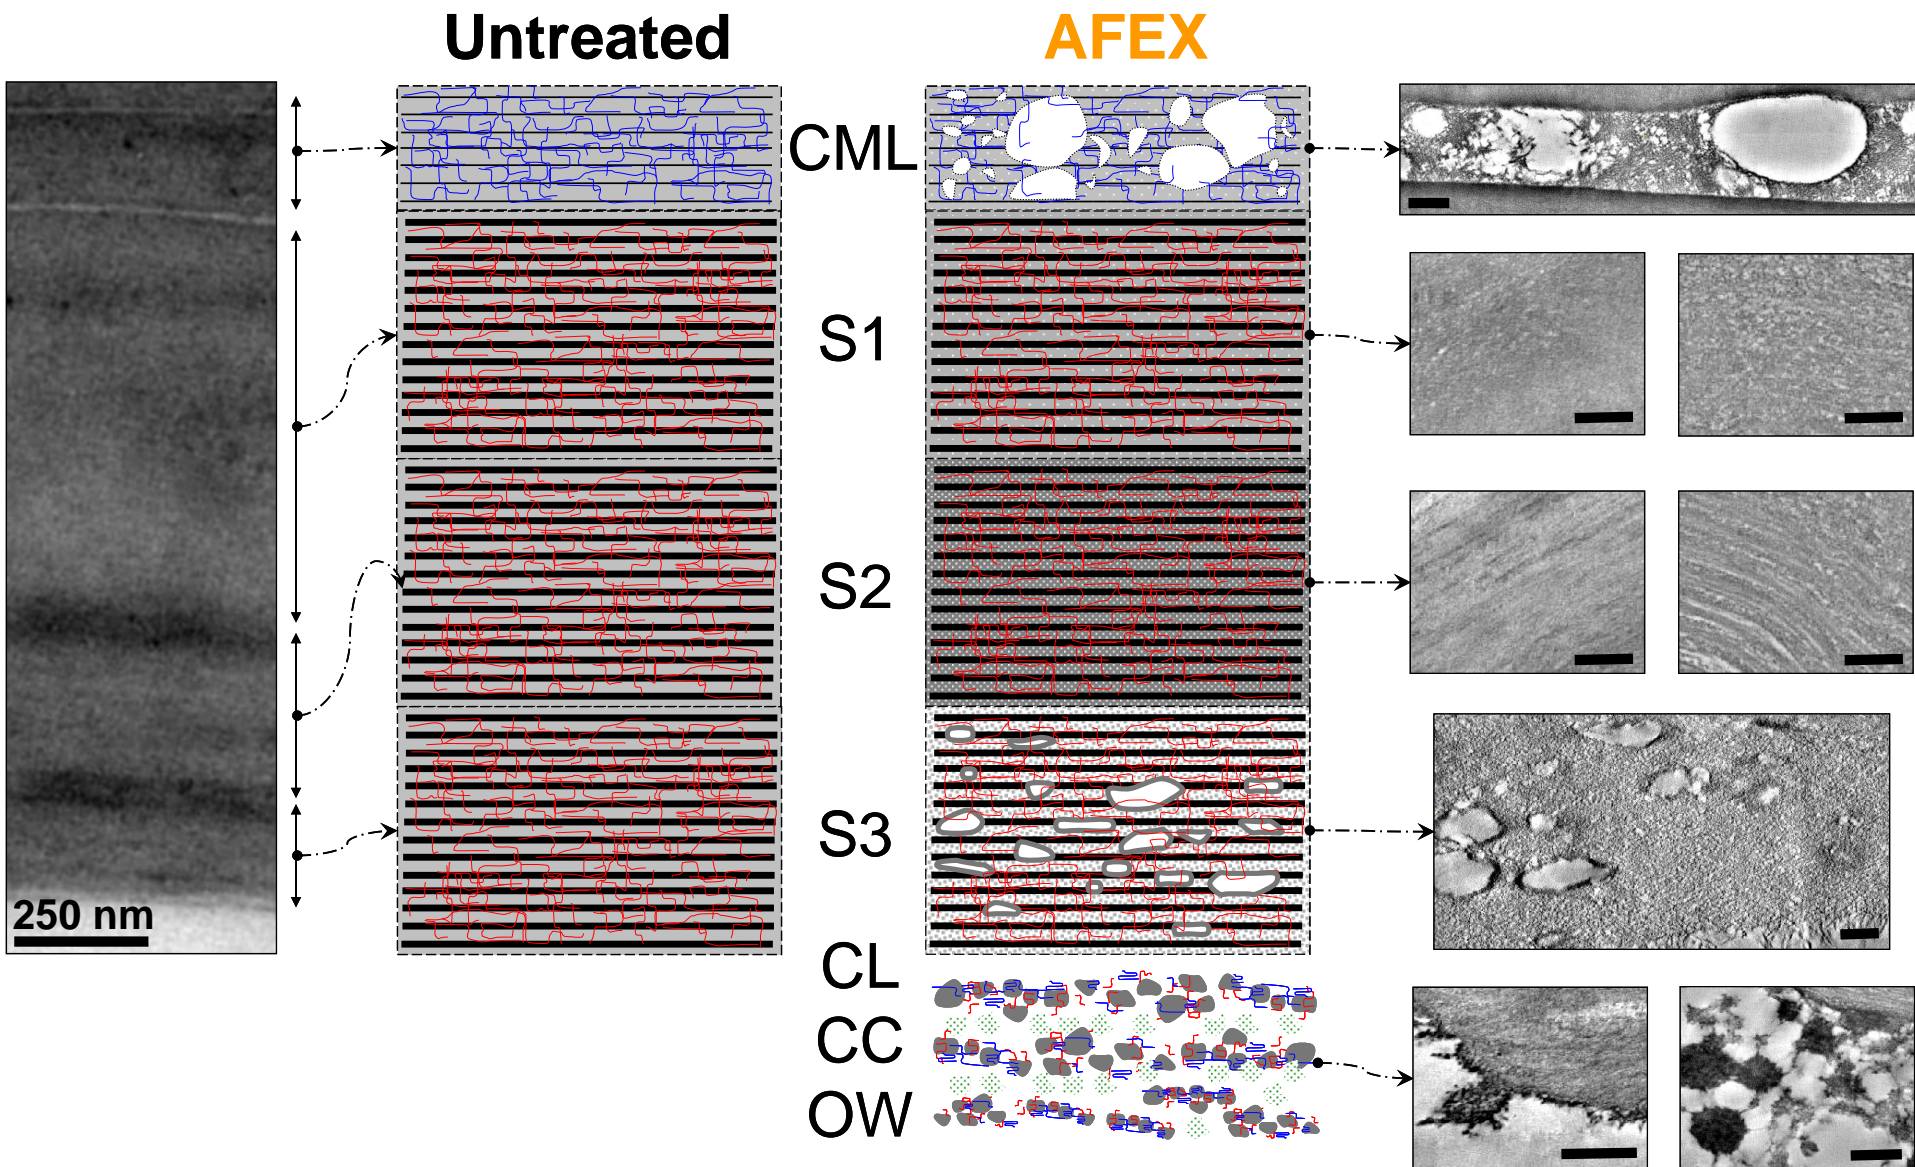 Untreated
AFEX
CML
S1
S2
S3
250 nm
CL
CC
OW